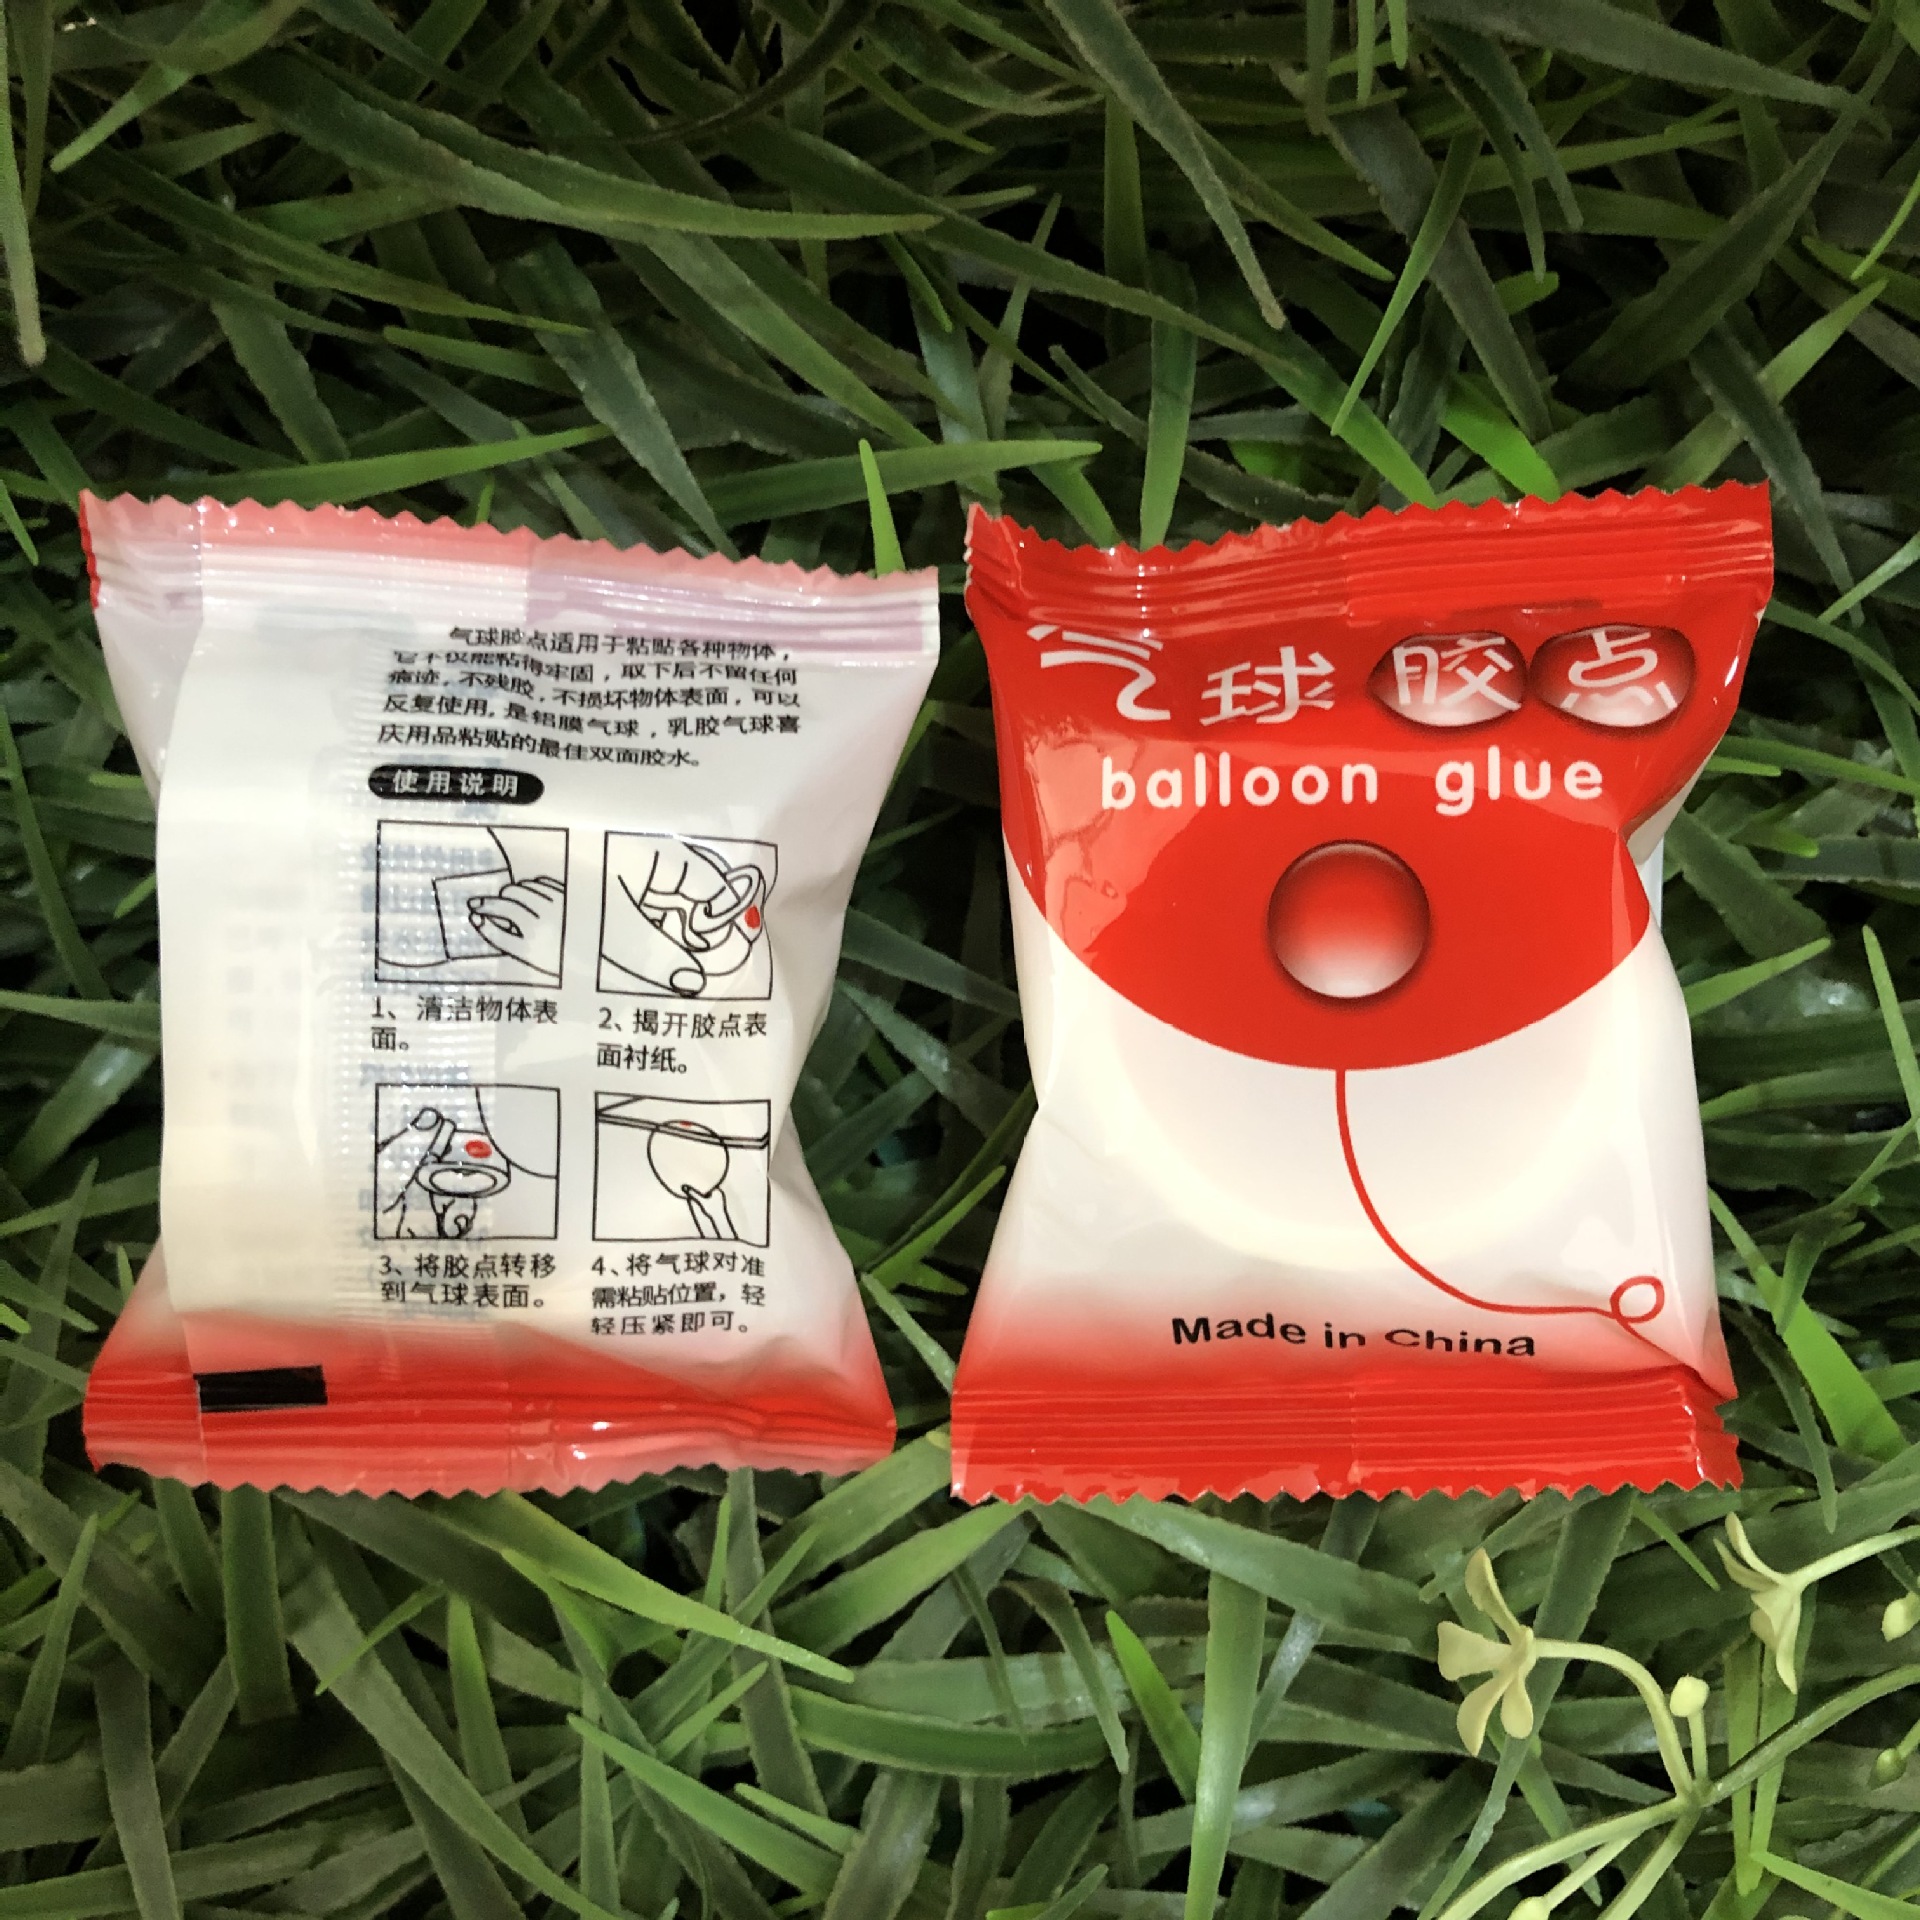 气球胶点适用于粘贴各种物体，
它不仅能粘得牢固，取下后不留任何
痕迹，不残胶，不损坏物体表面，可以
反复使用，是铝膜气球，乳胶气球喜
庆用品粘贴的最佳双面胶水。
使用说明
1、清洁物体表
面。
2、揭开胶点表
面衬纸。
3、将胶点转移
到气球表面。
4、将气球对准
需粘贴位置，轻
轻压紧即可。
气球胶点
balloon glue
Made in China